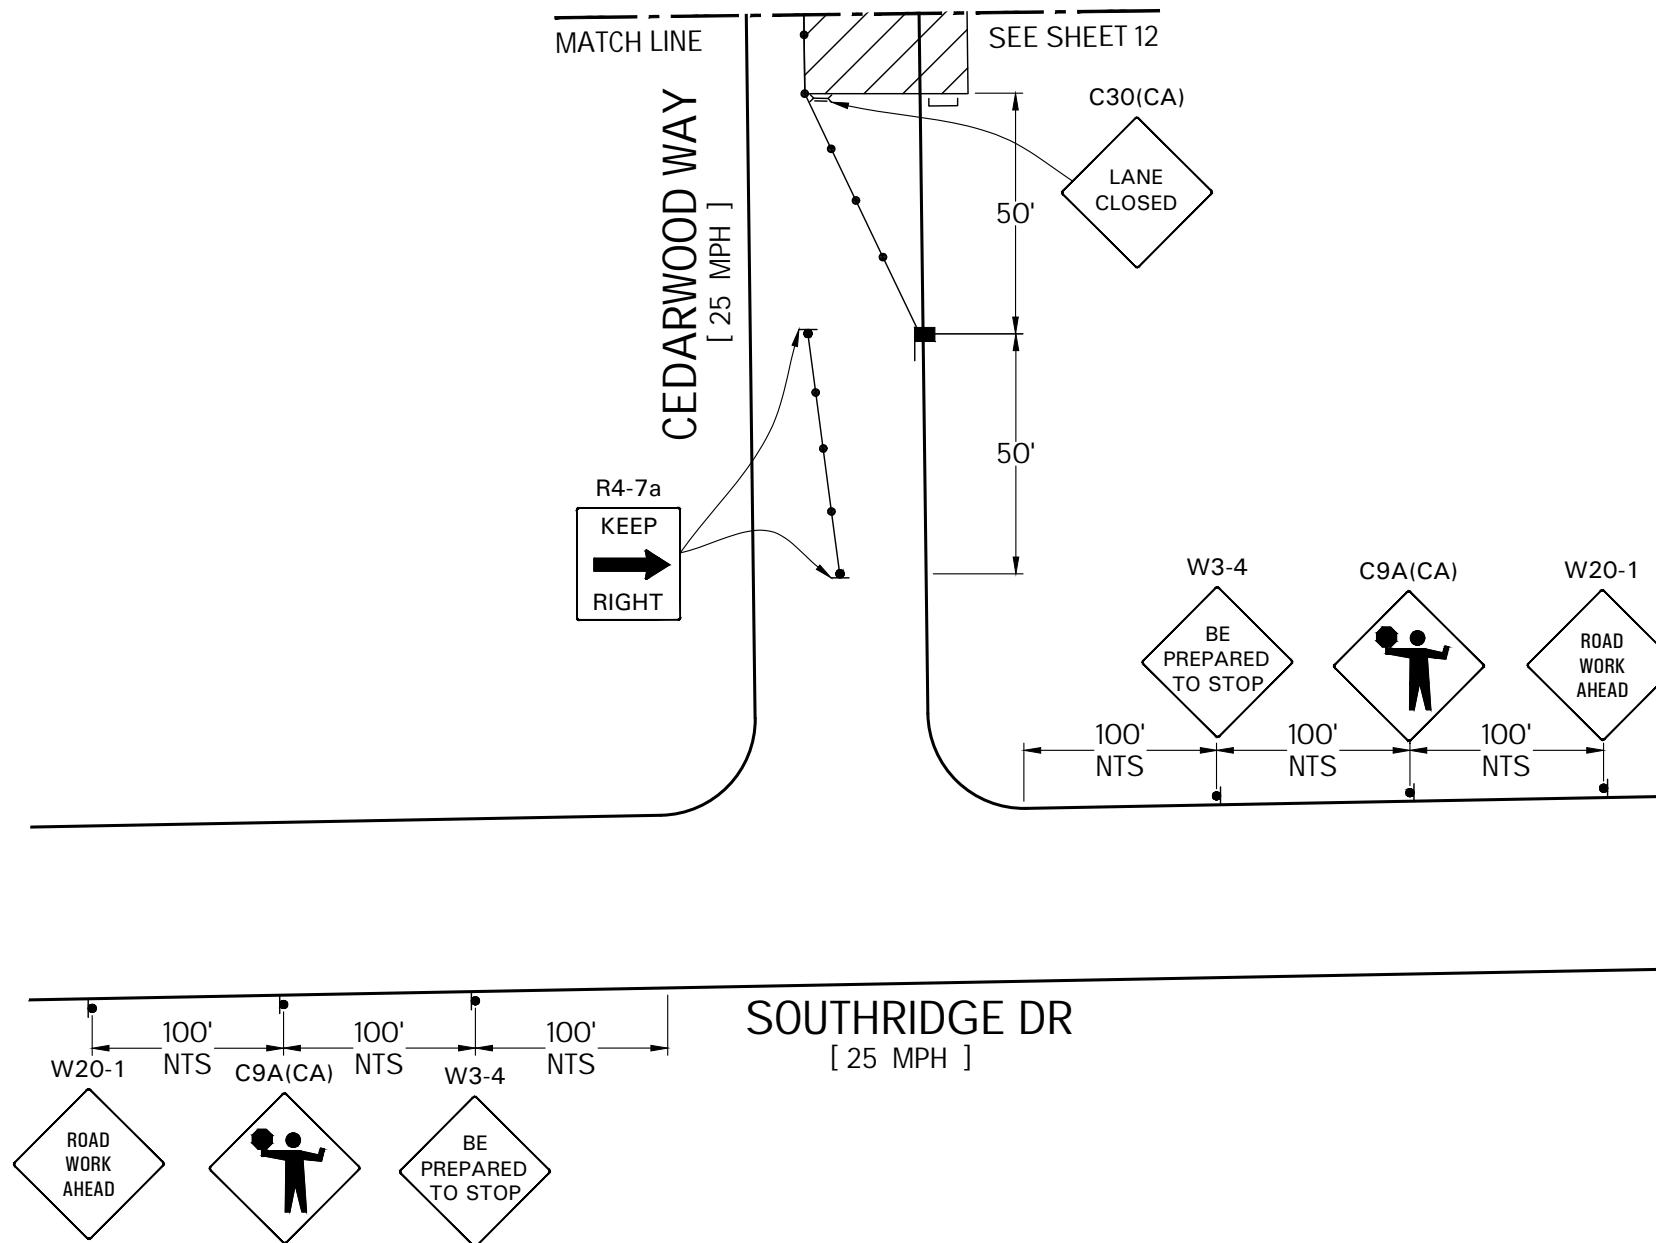 MATCH LINE
SEE SHEET 12
C30(CA)
LANE
CLOSED
CEDARWOOD WAY
[ 25 MPH ]
50'
50'
R4-7a
KEEP
RIGHT
W3-4
BE
PREPARED
TO STOP
C9A(CA)
W20-1
ROAD
WORK
AHEAD
100'
NTS
100'
NTS
100'
NTS
SOUTHRIDGE DR
[ 25 MPH ]
100'
NTS
100'
NTS
100'
NTS
W20-1
ROAD
WORK
AHEAD
C9A(CA)
W3-4
BE
PREPARED
TO STOP